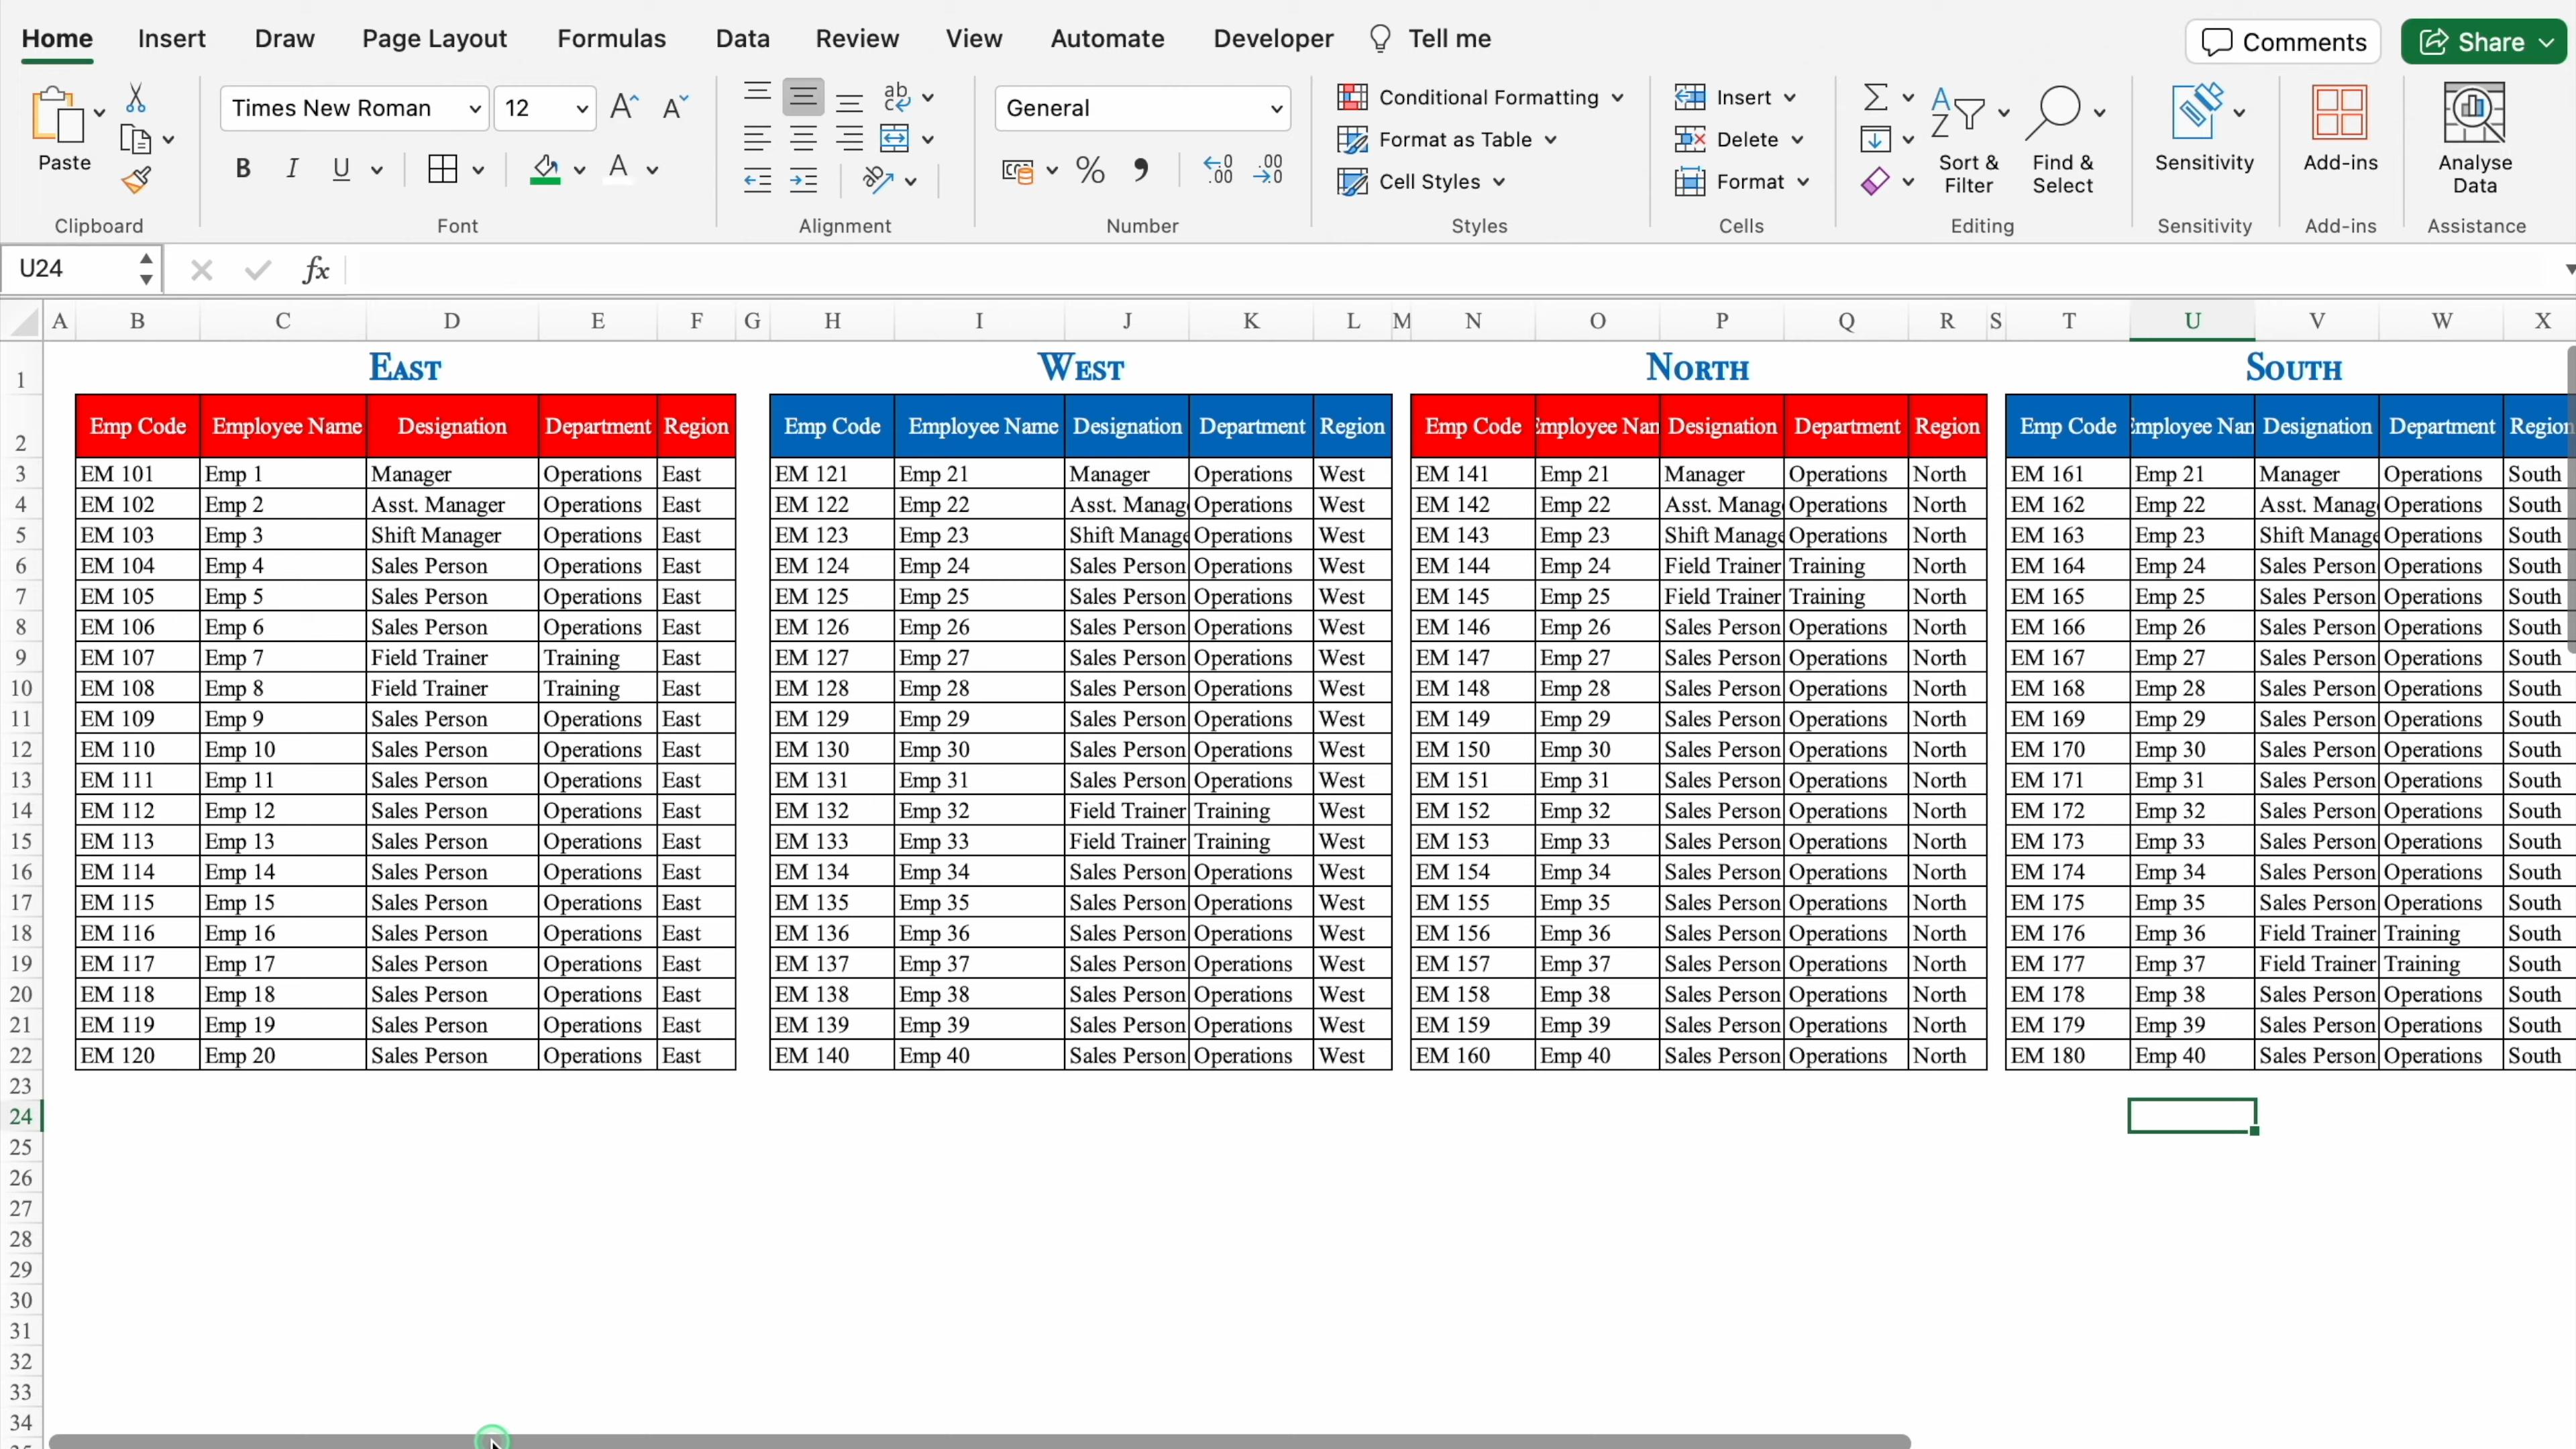 Home Insert Draw Page Layout Formulas Data Review View Automate Developer Tell me Comments Share
Paste Times New Roman 12 General Conditional Formatting Format as Table Cell Styles Insert Delete Format Sort & Filter Find & Select Sensitivity Add-ins Analyse Data
Clipboard Font Alignment Number Styles Cells Editing Sensitivity Add-ins Assistance
U24 fx
A B C D E F G H I J K L M N O P Q R S T U V W X
1 East West North South
2 Emp Code Employee Name Designation Department Region Emp Code Employee Name Designation Department Region Emp Code Employee Nan Designation Department Region Emp Code Employee Nan Designation Department Region
3 EM 101 Emp 1 Manager Operations East EM 121 Emp 21 Manager Operations West EM 141 Emp 21 Manager Operations North EM 161 Emp 21 Manager Operations South
4 EM 102 Emp 2 Asst. Manager Operations East EM 122 Emp 22 Asst. Manag Operations West EM 142 Emp 22 Asst. Manag Operations North EM 162 Emp 22 Asst. Manag Operations South
5 EM 103 Emp 3 Shift Manager Operations East EM 123 Emp 23 Shift Manage Operations West EM 143 Emp 23 Shift Manage Operations North EM 163 Emp 23 Shift Manage Operations South
6 EM 104 Emp 4 Sales Person Operations East EM 124 Emp 24 Sales Person Operations West EM 144 Emp 24 Field Trainer Training North EM 164 Emp 24 Sales Person Operations South
7 EM 105 Emp 5 Sales Person Operations East EM 125 Emp 25 Sales Person Operations West EM 145 Emp 25 Field Trainer Training North EM 165 Emp 25 Sales Person Operations South
8 EM 106 Emp 6 Sales Person Operations East EM 126 Emp 26 Sales Person Operations West EM 146 Emp 26 Sales Person Operations North EM 166 Emp 26 Sales Person Operations South
9 EM 107 Emp 7 Field Trainer Training East EM 127 Emp 27 Sales Person Operations West EM 147 Emp 27 Sales Person Operations North EM 167 Emp 27 Sales Person Operations South
10 EM 108 Emp 8 Field Trainer Training East EM 128 Emp 28 Sales Person Operations West EM 148 Emp 28 Sales Person Operations North EM 168 Emp 28 Sales Person Operations South
11 EM 109 Emp 9 Sales Person Operations East EM 129 Emp 29 Sales Person Operations West EM 149 Emp 29 Sales Person Operations North EM 169 Emp 29 Sales Person Operations South
12 EM 110 Emp 10 Sales Person Operations East EM 130 Emp 30 Sales Person Operations West EM 150 Emp 30 Sales Person Operations North EM 170 Emp 30 Sales Person Operations South
13 EM 111 Emp 11 Sales Person Operations East EM 131 Emp 31 Sales Person Operations West EM 151 Emp 31 Sales Person Operations North EM 171 Emp 31 Sales Person Operations South
14 EM 112 Emp 12 Sales Person Operations East EM 132 Emp 32 Field Trainer Training West EM 152 Emp 32 Sales Person Operations North EM 172 Emp 32 Sales Person Operations South
15 EM 113 Emp 13 Sales Person Operations East EM 133 Emp 33 Field Trainer Training West EM 153 Emp 33 Sales Person Operations North EM 173 Emp 33 Sales Person Operations South
16 EM 114 Emp 14 Sales Person Operations East EM 134 Emp 34 Sales Person Operations West EM 154 Emp 34 Sales Person Operations North EM 174 Emp 34 Sales Person Operations South
17 EM 115 Emp 15 Sales Person Operations East EM 135 Emp 35 Sales Person Operations West EM 155 Emp 35 Sales Person Operations North EM 175 Emp 35 Sales Person Operations South
18 EM 116 Emp 16 Sales Person Operations East EM 136 Emp 36 Sales Person Operations West EM 156 Emp 36 Sales Person Operations North EM 176 Emp 36 Field Trainer Training South
19 EM 117 Emp 17 Sales Person Operations East EM 137 Emp 37 Sales Person Operations West EM 157 Emp 37 Sales Person Operations North EM 177 Emp 37 Field Trainer Training South
20 EM 118 Emp 18 Sales Person Operations East EM 138 Emp 38 Sales Person Operations West EM 158 Emp 38 Sales Person Operations North EM 178 Emp 38 Sales Person Operations South
21 EM 119 Emp 19 Sales Person Operations East EM 139 Emp 39 Sales Person Operations West EM 159 Emp 39 Sales Person Operations North EM 179 Emp 39 Sales Person Operations South
22 EM 120 Emp 20 Sales Person Operations East EM 140 Emp 40 Sales Person Operations West EM 160 Emp 40 Sales Person Operations North EM 180 Emp 40 Sales Person Operations South
23
24
25
26
27
28
29
30
31
32
33
34